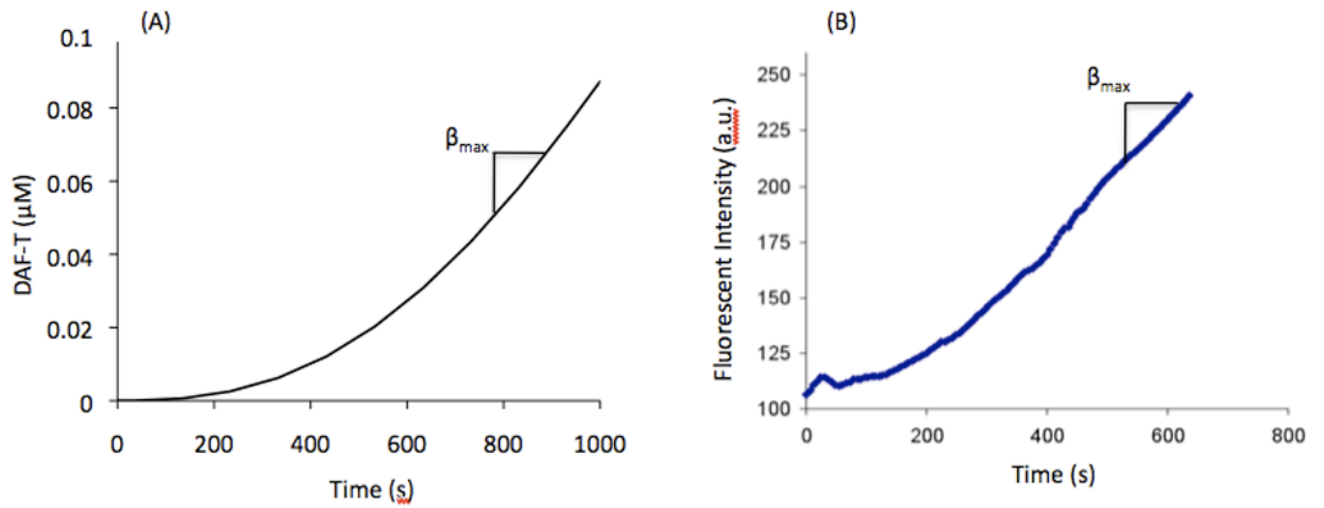 (A)
DAF-T (µM)
0.1
0.08
0.06
0.04
0.02
0
βmax
0 200 400 600 800 1000
Time (s)
(B)
Fluorescent Intensity (a.u.)
250
225
200
175
150
125
100
βmax
0 200 400 600 800
Time (s)